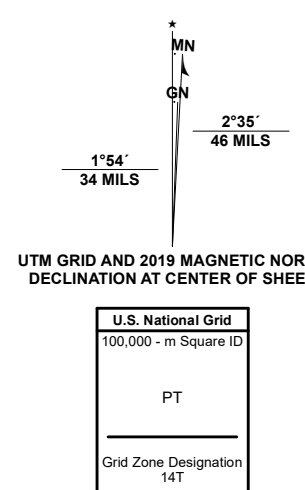 ★
MN
GN
2°35´
46 MILS
1°54´
34 MILS
UTM GRID AND 2019 MAGNETIC NOR
DECLINATION AT CENTER OF SHEE
U.S. National Grid
100,000 - m Square ID
PT
Grid Zone Designation
14T